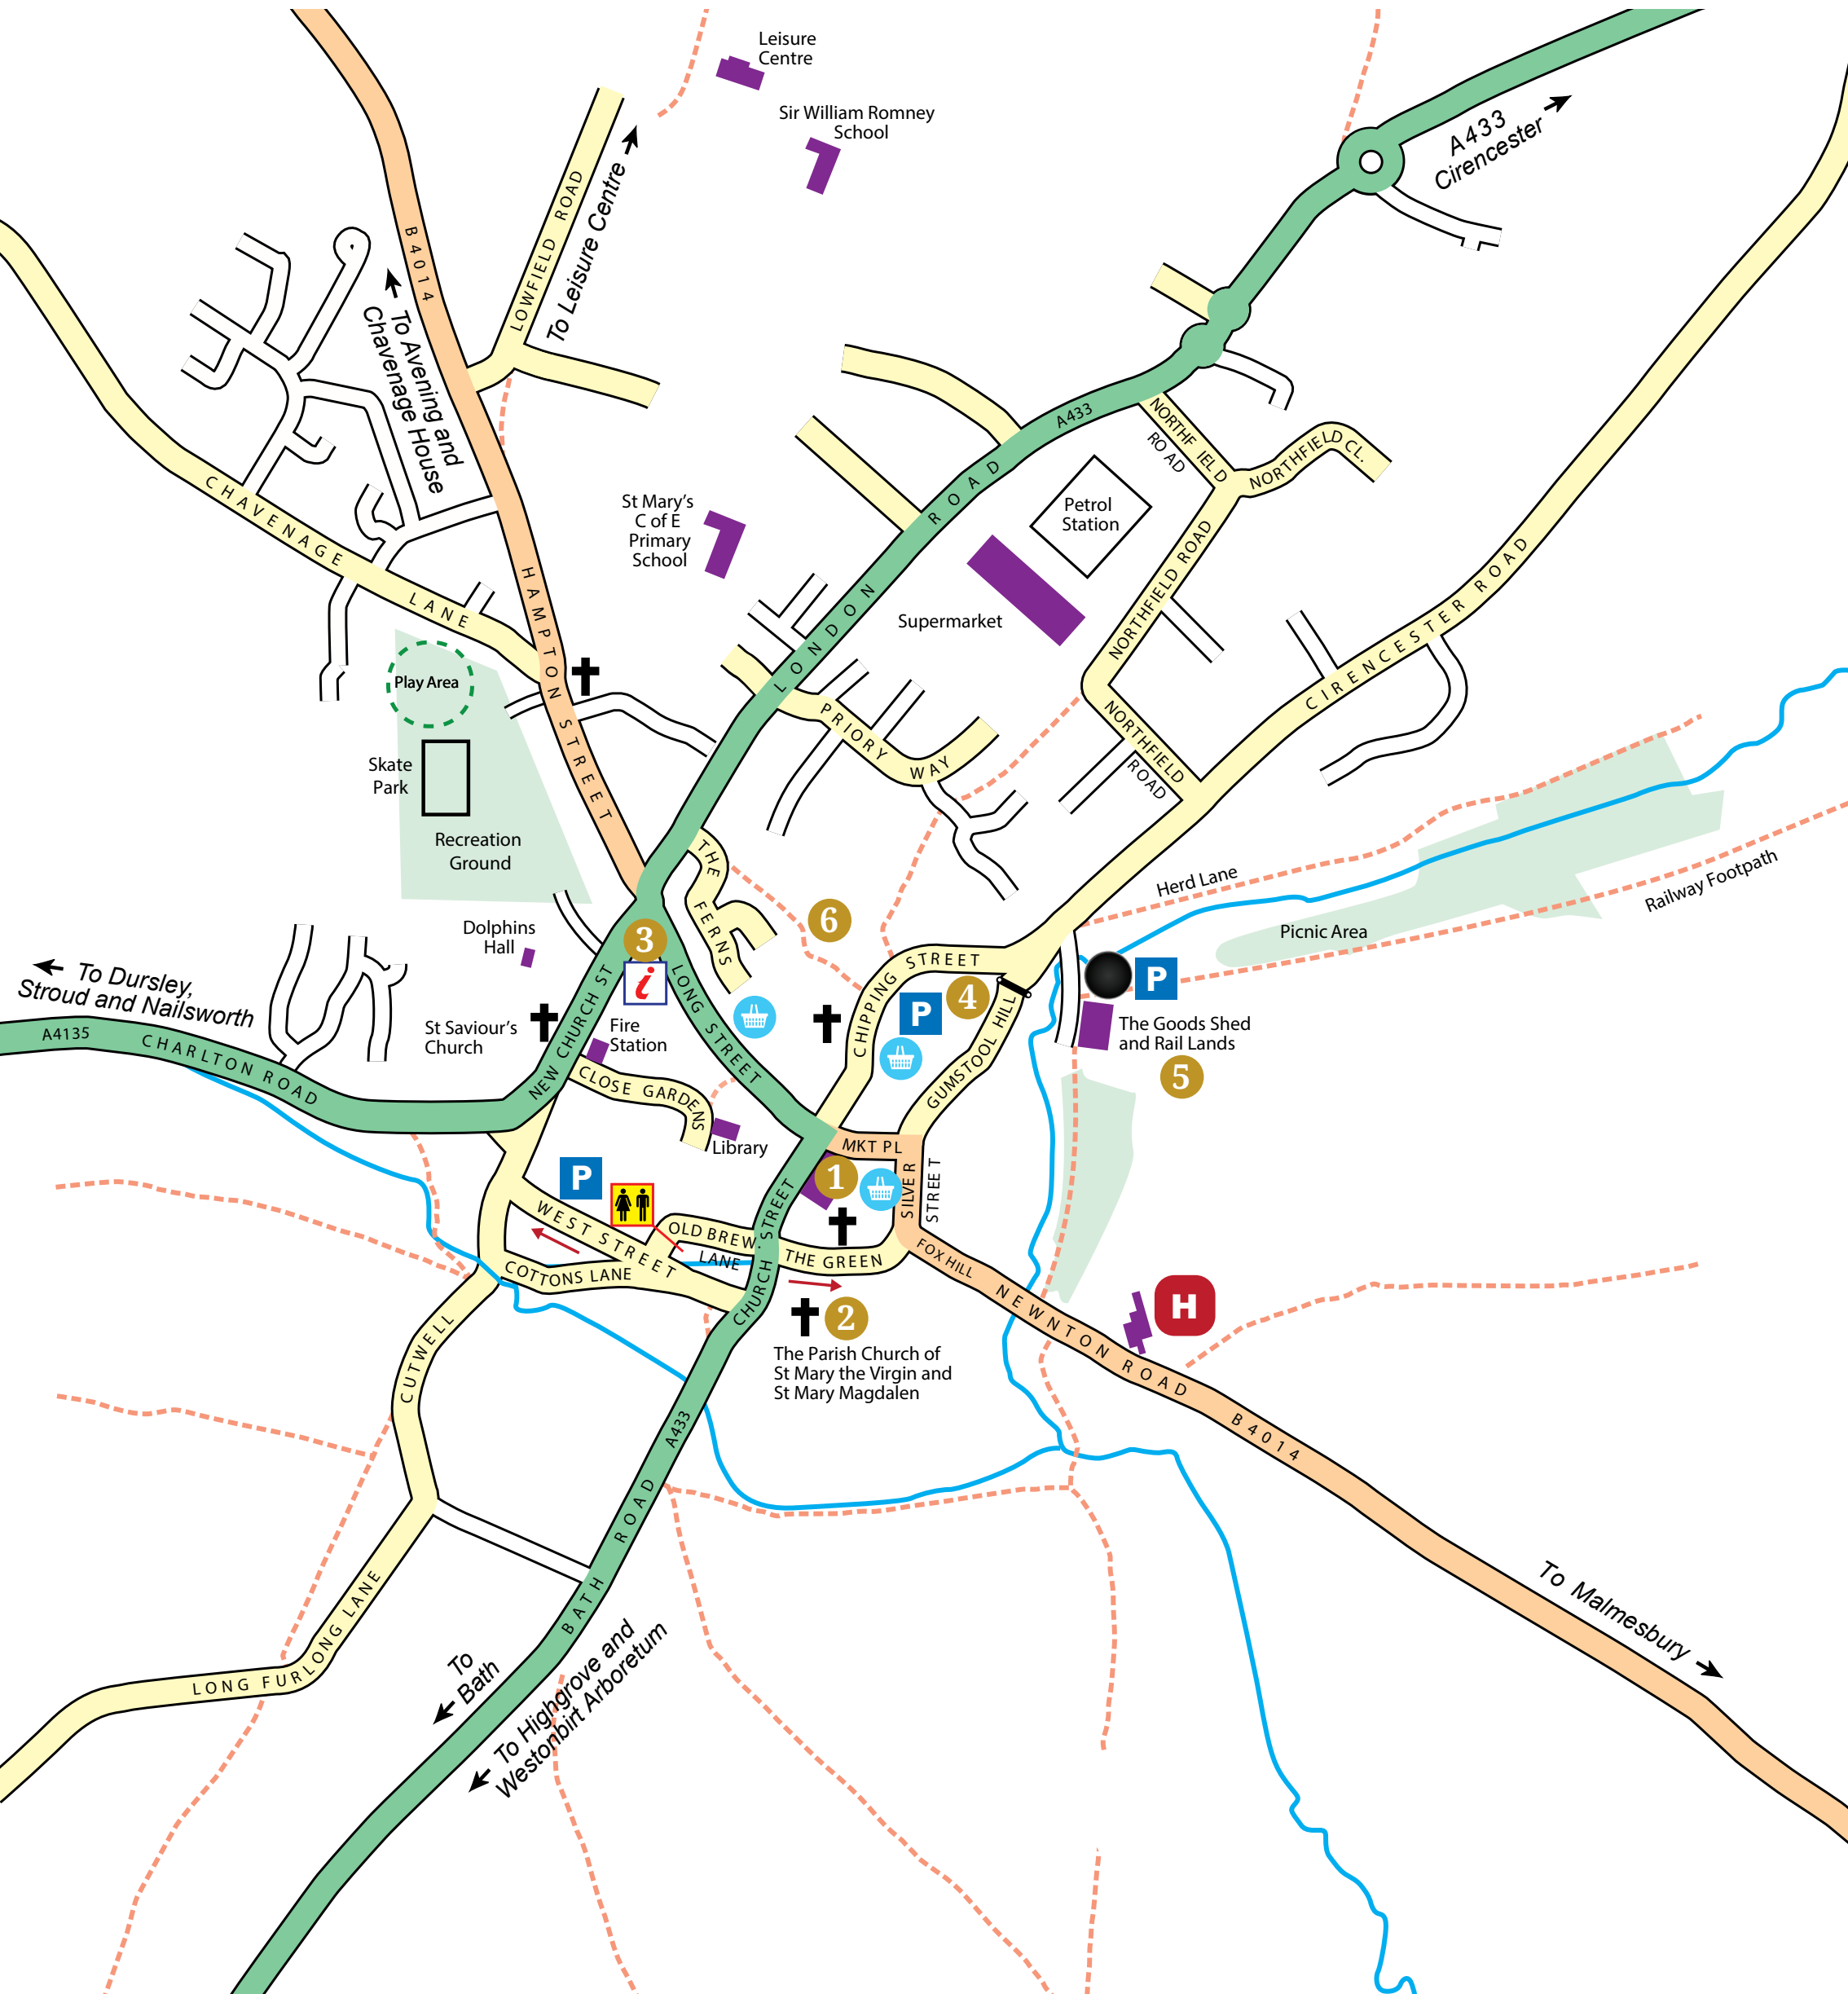 Leisure
Centre
Sir William Romney
School
A433
Cirencester
LOWFIELD ROAD
To Leisure Centre
B4014
To Avening and
Chavenage House
A433
NORTHFIELD
ROAD
NORTHFIELD CL.
CHAVENAGE LANE
St Mary's
C of E
Primary
School
Petrol
Station
LONDON ROAD
NORTHFIELD ROAD
Supermarket
HAMPTON STREET
CIRENCESTER ROAD
Play Area
PRIORY WAY
NORTHFIELD
ROAD
Skate
Park
Recreation
Ground
THE FERNS
Herd Lane
Railway Footpath
6
Dolphins
Hall
3
i
Picnic Area
To Dursley,
Stroud and Nailsworth
CHIPPING STREET
P
4
P
St Saviour's
Church
Fire
Station
LONG STREET
GUMSTOOL HILL
The Goods Shed
and Rail Lands
5
A4135
CHARLTON ROAD
NEW CHURCH ST
CLOSE GARDENS
Library
MKT PL
P
1
SILVER
STREET
WEST STREET
OLD BREW
LANE
THE GREEN
COTTONS LANE
CHURCH STREET
FOX HILL
NEWNTON ROAD
H
2
The Parish Church of
St Mary the Virgin and
St Mary Magdalen
CUTWELL
A433
B4014
BATH ROAD
LONG FURLONG LANE
To
Bath
To Highgrove and
Westonbirt Arboretum
To Malmesbury